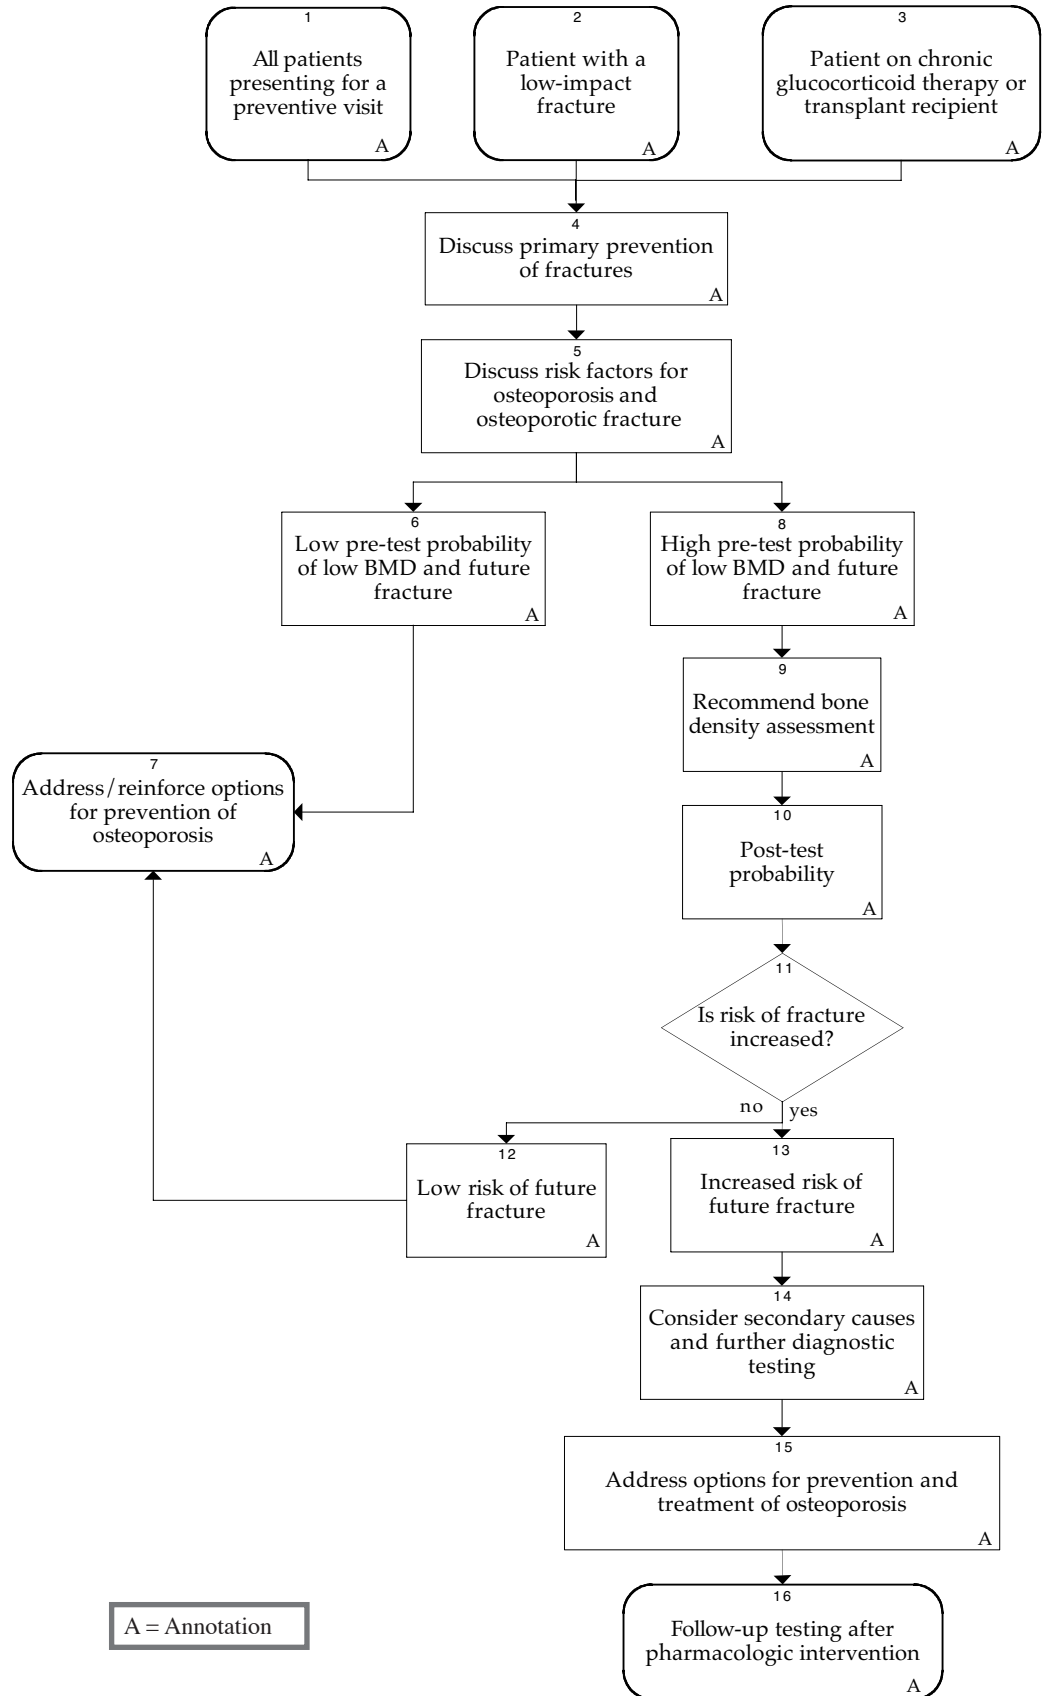 1
All patients
presenting for a
preventive visit
A
2
Patient with a
low-impact
fracture
A
3
Patient on chronic
glucocorticoid therapy or
transplant recipient
A
4
Discuss primary prevention
of fractures
A
5
Discuss risk factors for
osteoporosis and
osteoporotic fracture
A
6
Low pre-test probability
of low BMD and future
fracture
A
8
High pre-test probability
of low BMD and future
fracture
A
9
Recommend bone
density assessment
A
7
Address/reinforce options
for prevention of
osteoporosis
A
10
Post-test
probability
A
11
Is risk of fracture
increased?
no
yes
12
Low risk of future
fracture
A
13
Increased risk of
future fracture
A
14
Consider secondary causes
and further diagnostic
testing
A
15
Address options for prevention and
treatment of osteoporosis
A
16
Follow-up testing after
pharmacologic intervention
A
A = Annotation